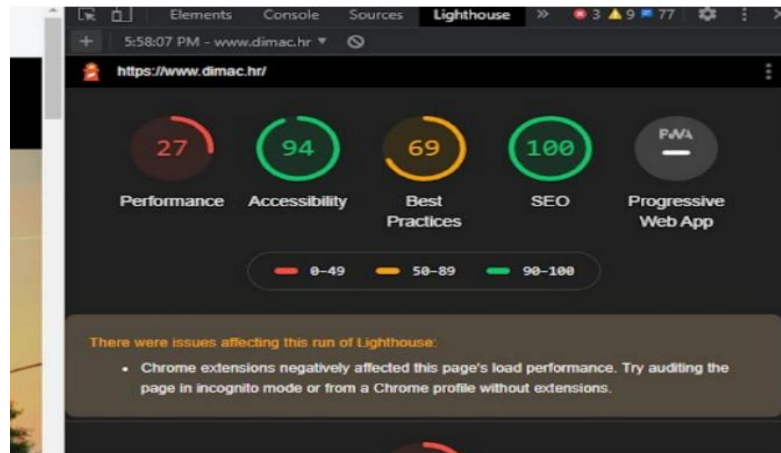 Elements Console Sources Lighthouse » 3 9 77
+ 5:58:07 PM - www.dimac.hr
https://www.dimac.hr/
27 94 69 100 PWA
Performance Accessibility Best Practices SEO Progressive Web App
0-49 50-89 90-100
There were issues affecting this run of Lighthouse:
• Chrome extensions negatively affected this page's load performance. Try auditing the
page in incognito mode or from a Chrome profile without extensions.